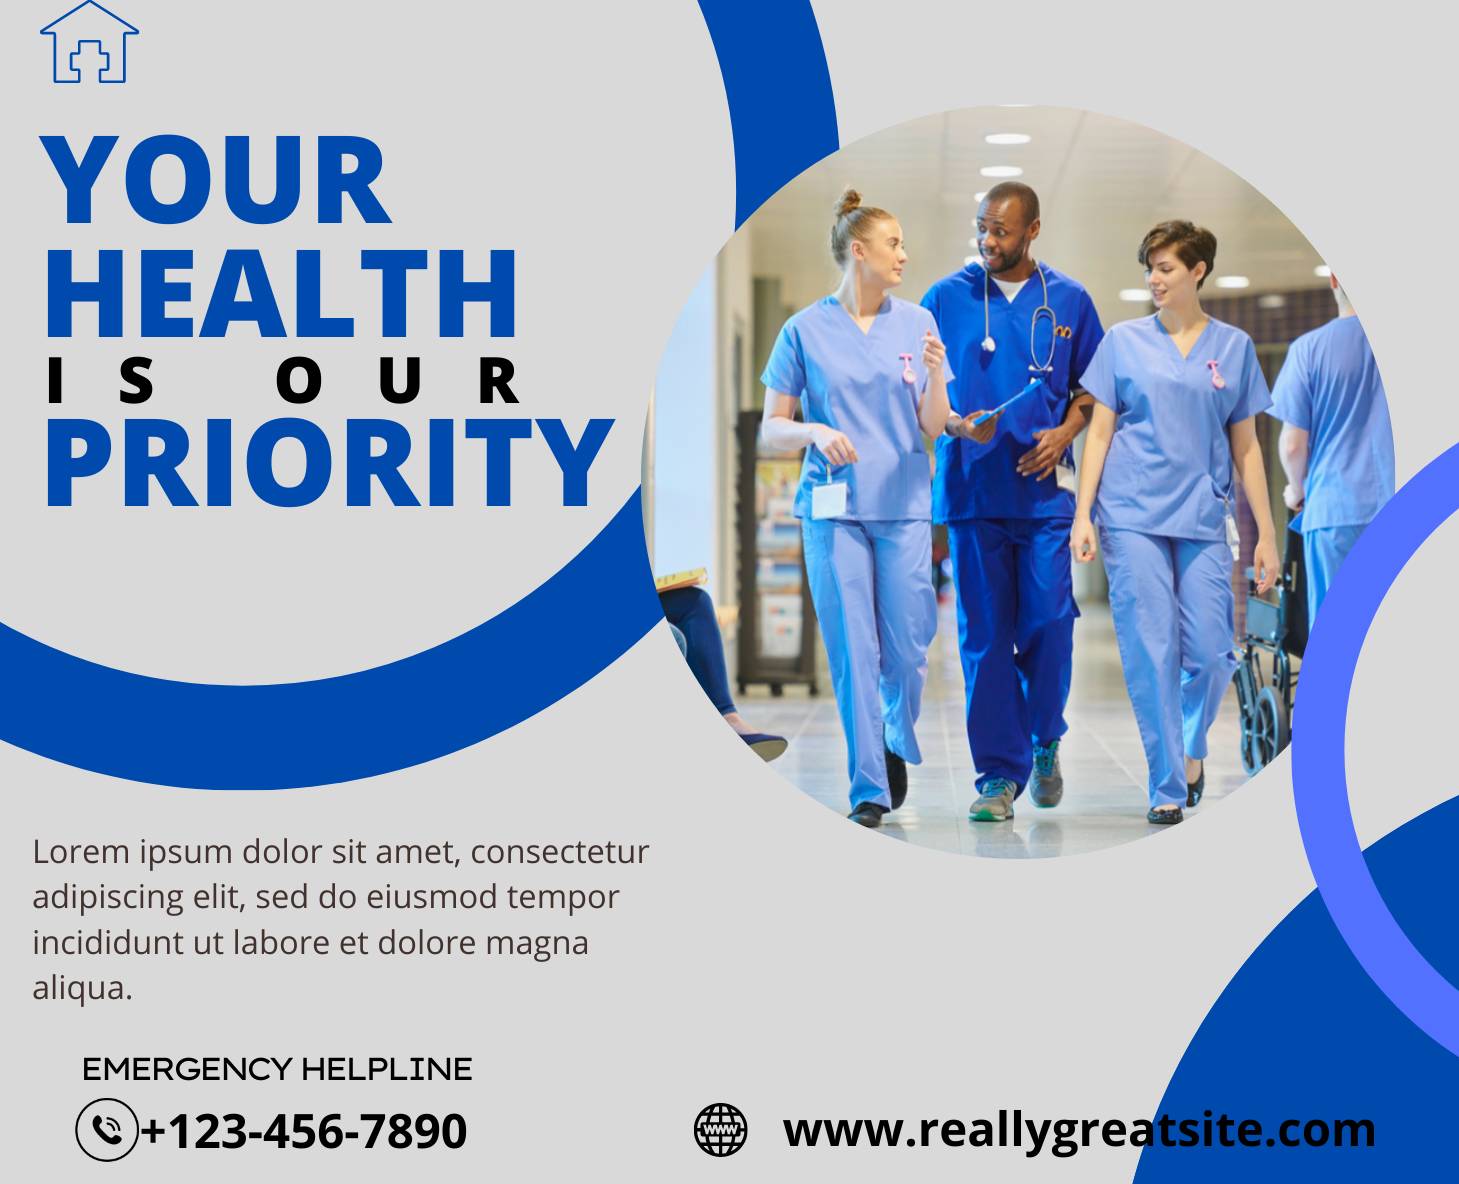 YOUR
HEALTH
IS OUR
PRIORITY
Lorem ipsum dolor sit amet, consectetur
adipiscing elit, sed do eiusmod tempor
incididunt ut labore et dolore magna
aliqua.
EMERGENCY HELPLINE
+123-456-7890
www www.reallygreatsite.com